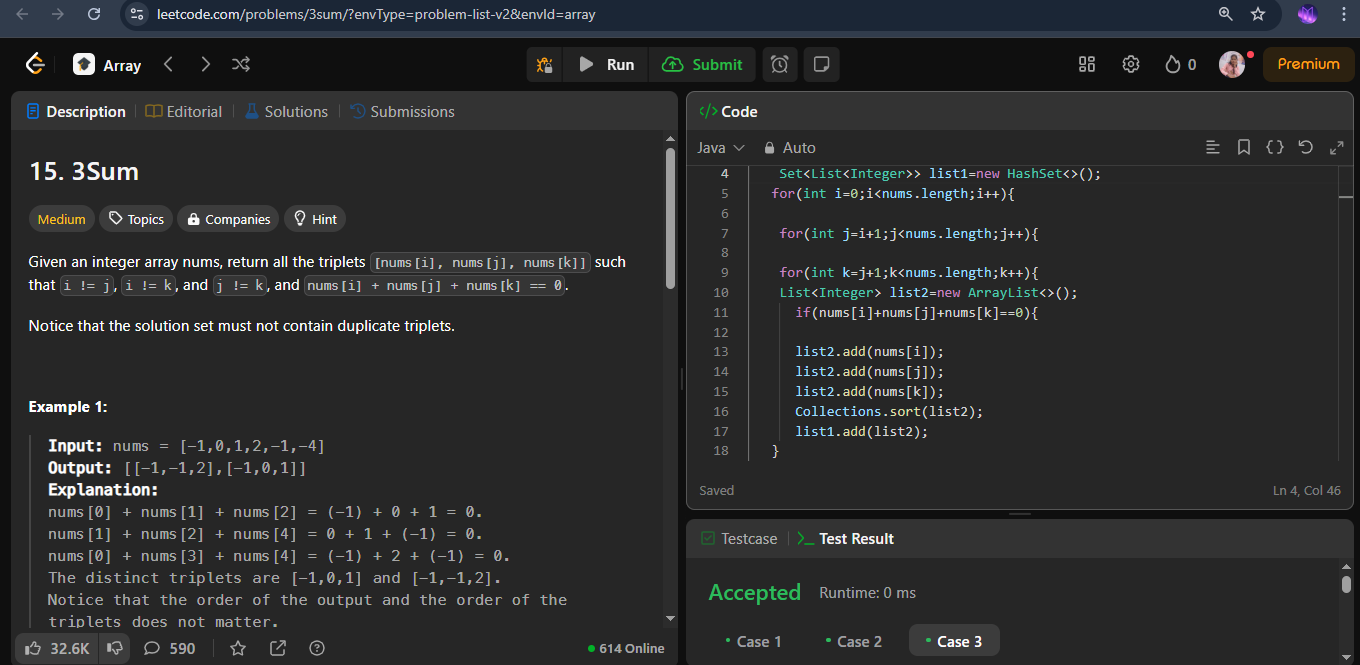 leetcode.com/problems/3sum/?envType=problem-list-v2&envId=array
Array
Run
Submit
0
Premium
Description
Editorial
Solutions
Submissions
15. 3Sum
Medium
Topics
Companies
Hint
Given an integer array nums, return all the triplets [nums[i], nums[j], nums[k]] such
that i != j, i != k, and j != k, and nums[i] + nums[j] + nums[k] == 0.
Notice that the solution set must not contain duplicate triplets.
Example 1:
Input: nums = [-1,0,1,2,-1,-4]
Output: [[-1,-1,2],[-1,0,1]]
Explanation:
nums[0] + nums[1] + nums[2] = (-1) + 0 + 1 = 0.
nums[1] + nums[2] + nums[4] = 0 + 1 + (-1) = 0.
nums[0] + nums[3] + nums[4] = (-1) + 2 + (-1) = 0.
The distinct triplets are [-1,0,1] and [-1,-1,2].
Notice that the order of the output and the order of the
triplets does not matter.
32.6K
590
614 Online
</> Code
Java
Auto
4 Set<List<Integer>> list1=new HashSet<>();
5 for(int i=0;i<nums.length;i++){
6
7 for(int j=i+1;j<nums.length;j++){
8
9 for(int k=j+1;k<nums.length;k++){
10 List<Integer> list2=new ArrayList<>();
11 if(nums[i]+nums[j]+nums[k]==0){
12
13 list2.add(nums[i]);
14 list2.add(nums[j]);
15 list2.add(nums[k]);
16 Collections.sort(list2);
17 list1.add(list2);
18 }
Saved
Ln 4, Col 46
Testcase
Test Result
Accepted
Runtime: 0 ms
Case 1
Case 2
Case 3